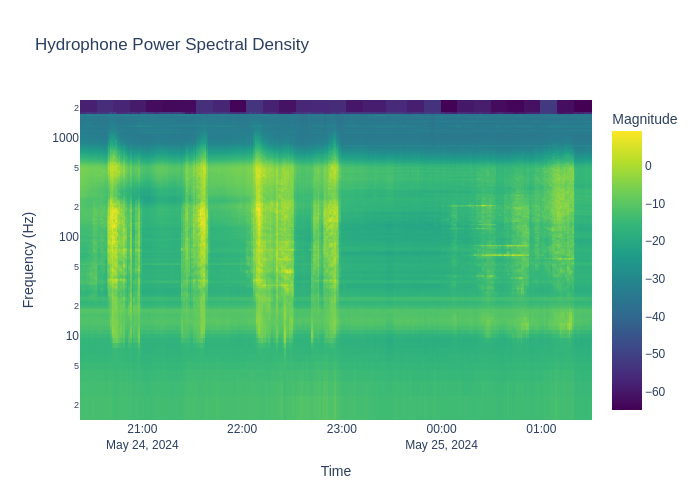 Hydrophone Power Spectral Density
Magnitude
2
1000
5
2
100
5
2
10
5
2
Frequency (Hz)
0
−10
−20
−30
−40
−50
−60
21:00 22:00 23:00 00:00 01:00
May 24, 2024 May 25, 2024
Time